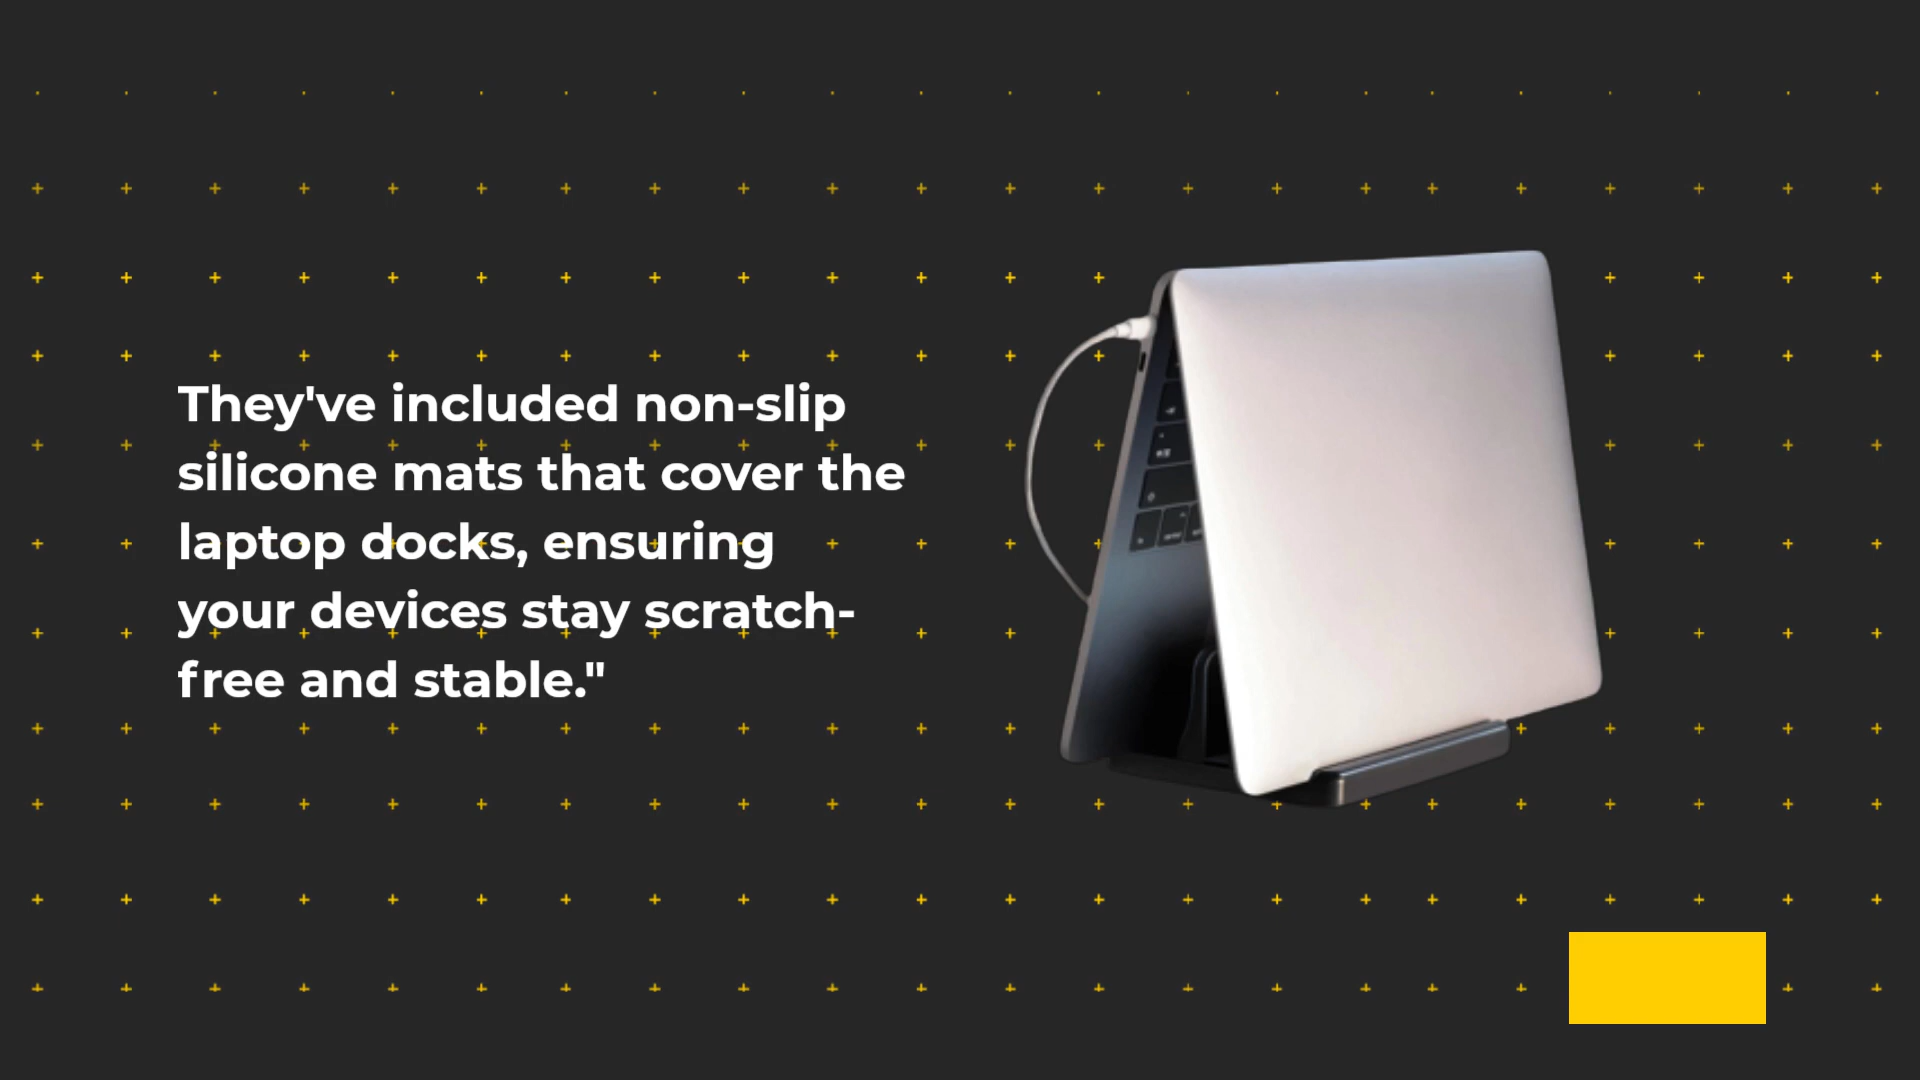 They've included non-slip
silicone mats that cover the
laptop docks, ensuring
your devices stay scratch-
free and stable."